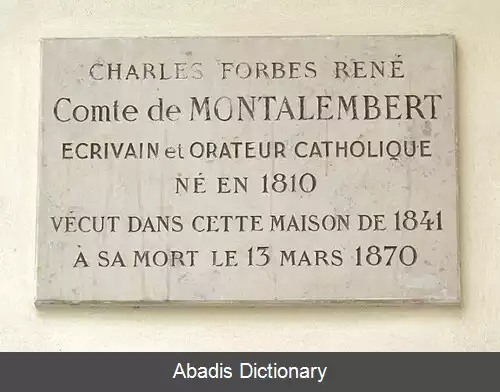 CHARLES FORBES RENÉ
Comte de MONTALEMBERT
ECRIVAIN et ORATEUR CATHOLIQUE
NÉ EN 1810
VÉCUT DANS CETTE MAISON DE 1841
À SA MORT LE 13 MARS 1870
Abadis Dictionary